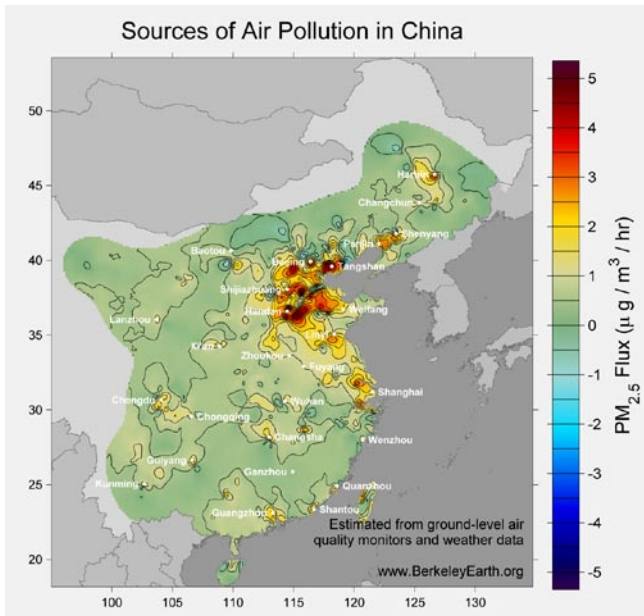 Sources of Air Pollution in China
50
45
40
35
30
25
20
100
105
110
115
120
125
130
5
4
3
2
1
0
-1
-2
-3
-4
-5
PM2.5 Flux (μ g / m3 / hr)
Harbin
Changchun
Shenyang
Panjin
Baotou
Beijing
Tangshan
Shijiazhuang
Handan
Weifang
Lanzhou
Linyi
Xi'an
Zhoukou
Fuyang
Shanghai
Chengdu
Wuhan
Chongqing
Changsha
Wenzhou
Guiyang
Ganzhou
Kunming
Quanzhou
Guangzhou
Shantou
Estimated from ground-level air
quality monitors and weather data
www.BerkeleyEarth.org